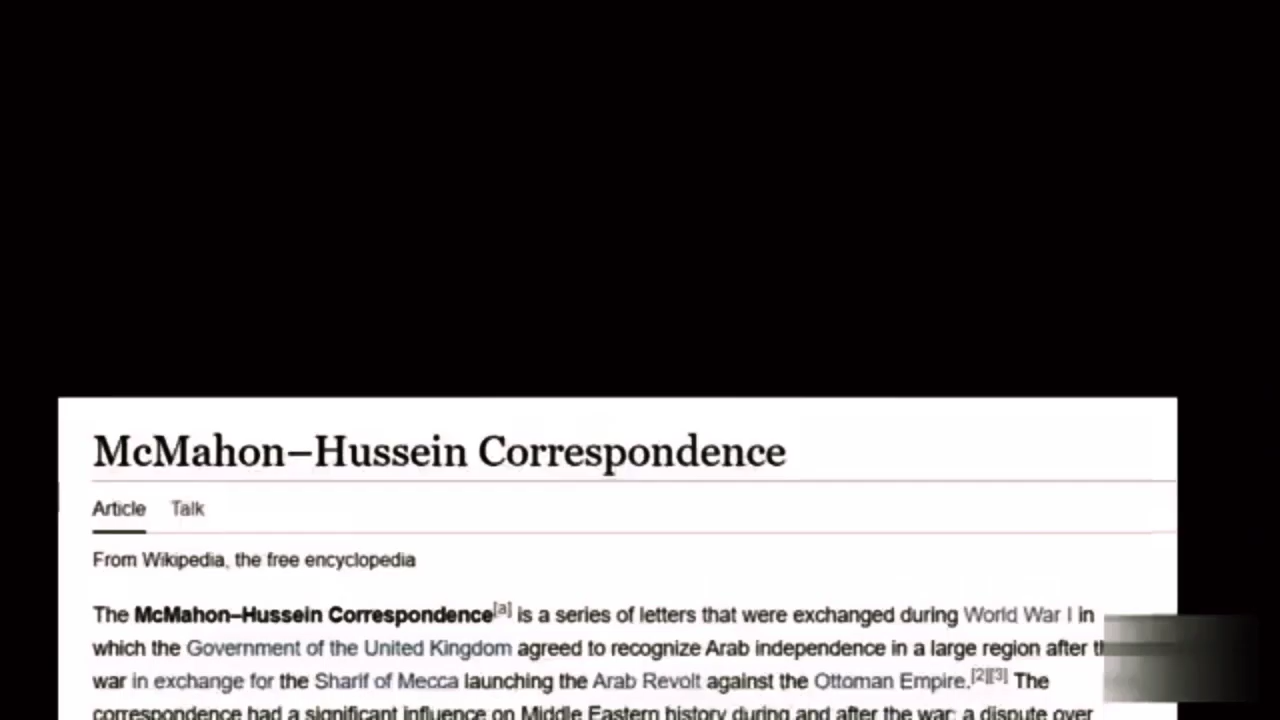 McMahon–Hussein Correspondence
Article Talk
From Wikipedia, the free encyclopedia
The McMahon–Hussein Correspondence[a] is a series of letters that were exchanged during World War I in
which the Government of the United Kingdom agreed to recognize Arab independence in a large region after
war in exchange for the Sharif of Mecca launching the Arab Revolt against the Ottoman Empire.[2][3] The
correspondence had a significant influence on Middle Eastern history during and after the war; a dispute over